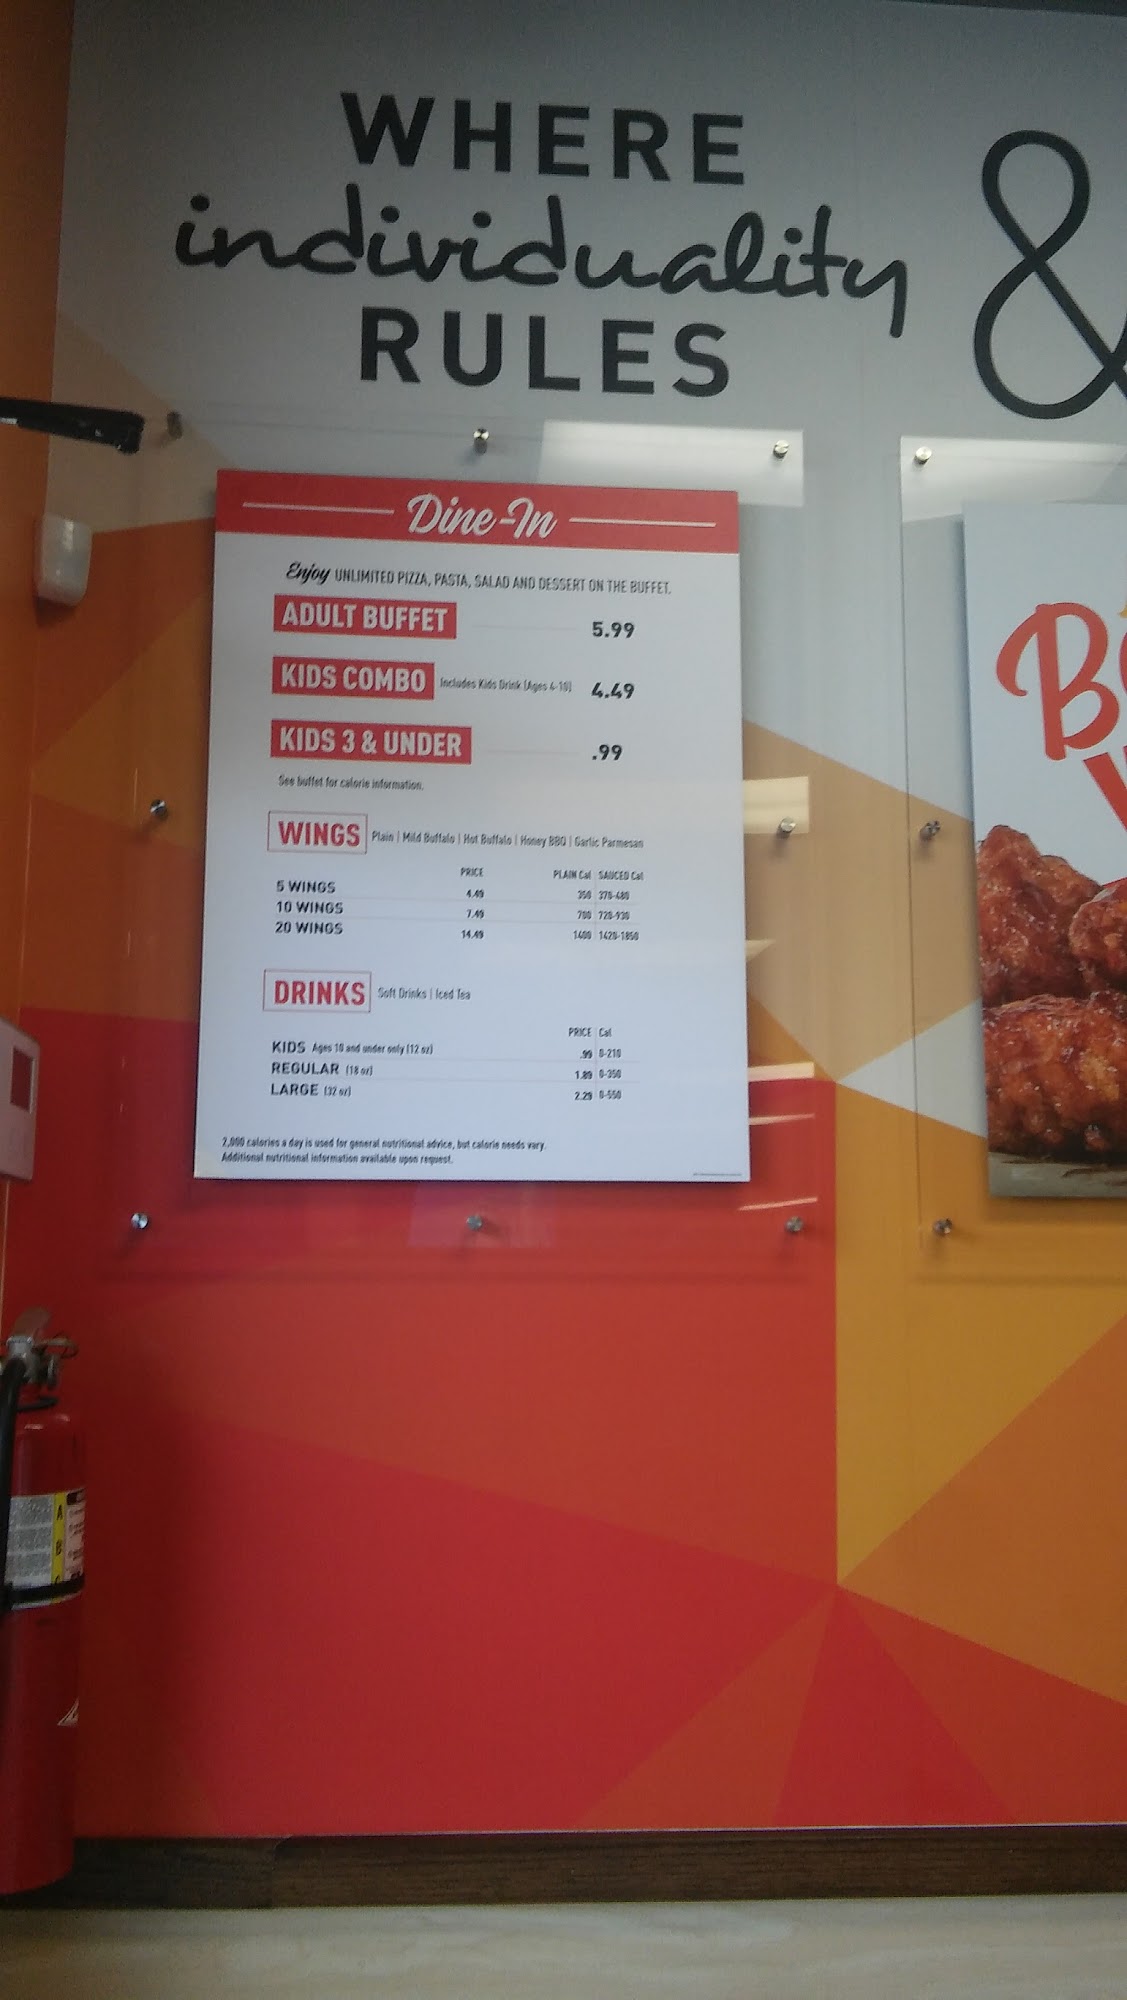 WHERE
individuality
RULES
&
Dine-In
Enjoy UNLIMITED PIZZA, PASTA, SALAD AND DESSERT ON THE BUFFET.
ADULT BUFFET 5.99
KIDS COMBO Includes Kids Drink (Ages 4-10) 4.49
KIDS 3 & UNDER .99
See buffet for calorie information.
WINGS Plain | Mild Buffalo | Hot Buffalo | Honey BBQ | Garlic Parmesan
PRICE PLAIN Cal SAUCED Cal
5 WINGS 4.49 350 370-480
10 WINGS 7.49 700 720-930
20 WINGS 14.49 1400 1420-1850
DRINKS Soft Drinks | Iced Tea
PRICE Cal
KIDS Ages 10 and under only (12 oz) .99 0-210
REGULAR (18 oz) 1.89 0-350
LARGE (32 oz) 2.29 0-550
2,000 calories a day is used for general nutritional advice, but calorie needs vary.
Additional nutritional information available upon request.
B
A
B
C